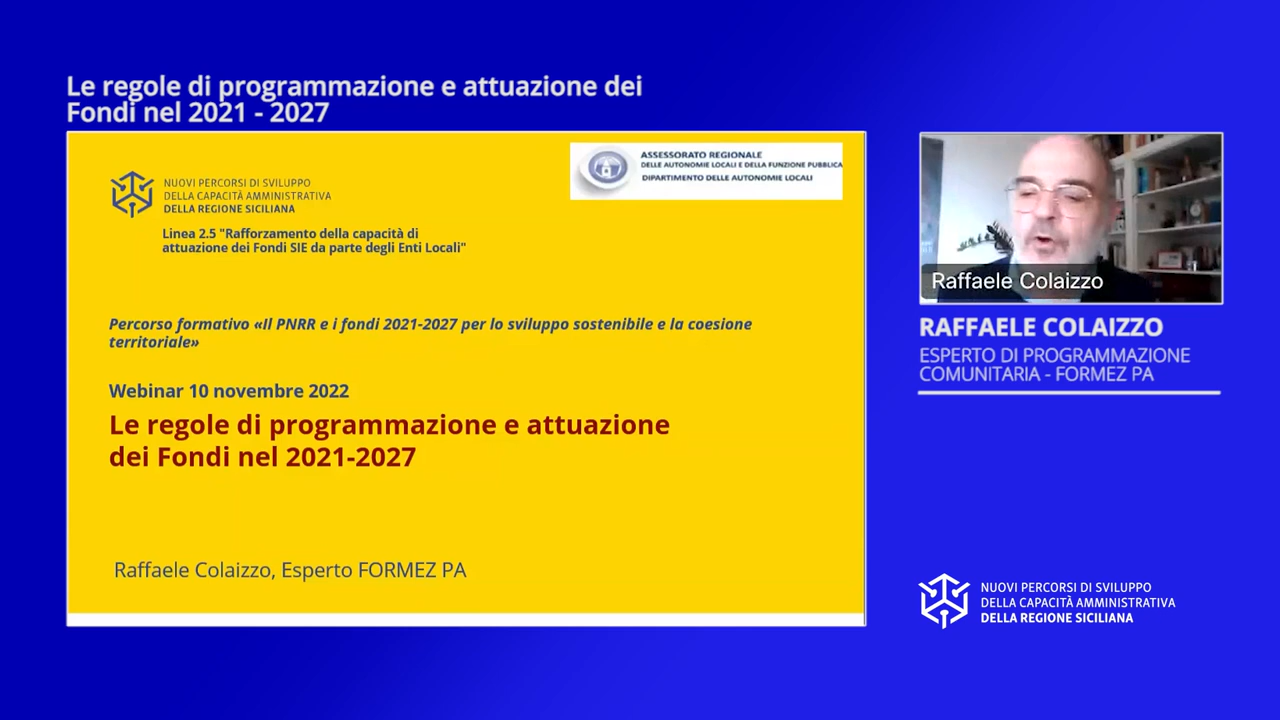 Le regole di programmazione e attuazione dei
Fondi nel 2021 - 2027
NUOVI PERCORSI DI SVILUPPO
DELLA CAPACITÀ AMMINISTRATIVA
DELLA REGIONE SICILIANA
Linea 2.5 "Rafforzamento della capacità di
attuazione dei Fondi SIE da parte degli Enti Locali"
ASSESSORATO REGIONALE
DELLE AUTONOMIE LOCALI E DELLA FUNZIONE PUBBLICA
DIPARTIMENTO DELLE AUTONOMIE LOCALI
Percorso formativo «Il PNRR e i fondi 2021-2027 per lo sviluppo sostenibile e la coesione
territoriale»
Webinar 10 novembre 2022
Le regole di programmazione e attuazione
dei Fondi nel 2021-2027
Raffaele Colaizzo, Esperto FORMEZ PA
Raffaele Colaizzo
RAFFAELE COLAIZZO
ESPERTO DI PROGRAMMAZIONE
COMUNITARIA - FORMEZ PA
NUOVI PERCORSI DI SVILUPPO
DELLA CAPACITÀ AMMINISTRATIVA
DELLA REGIONE SICILIANA